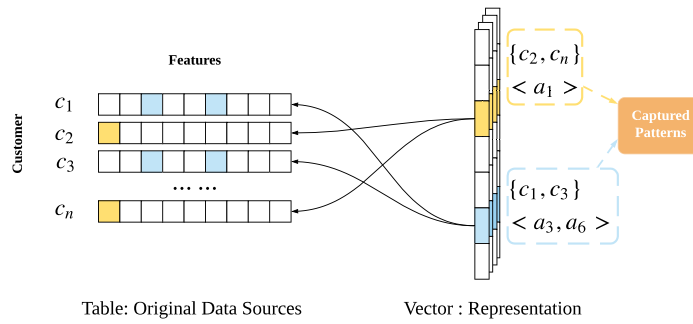 Features
Customer
c₁
c₂
c₃
... ...
cₙ
{c₂, cₙ}
< a₁ >
Captured
Patterns
{c₁, c₃}
< a₃, a₆ >
Table: Original Data Sources
Vector : Representation